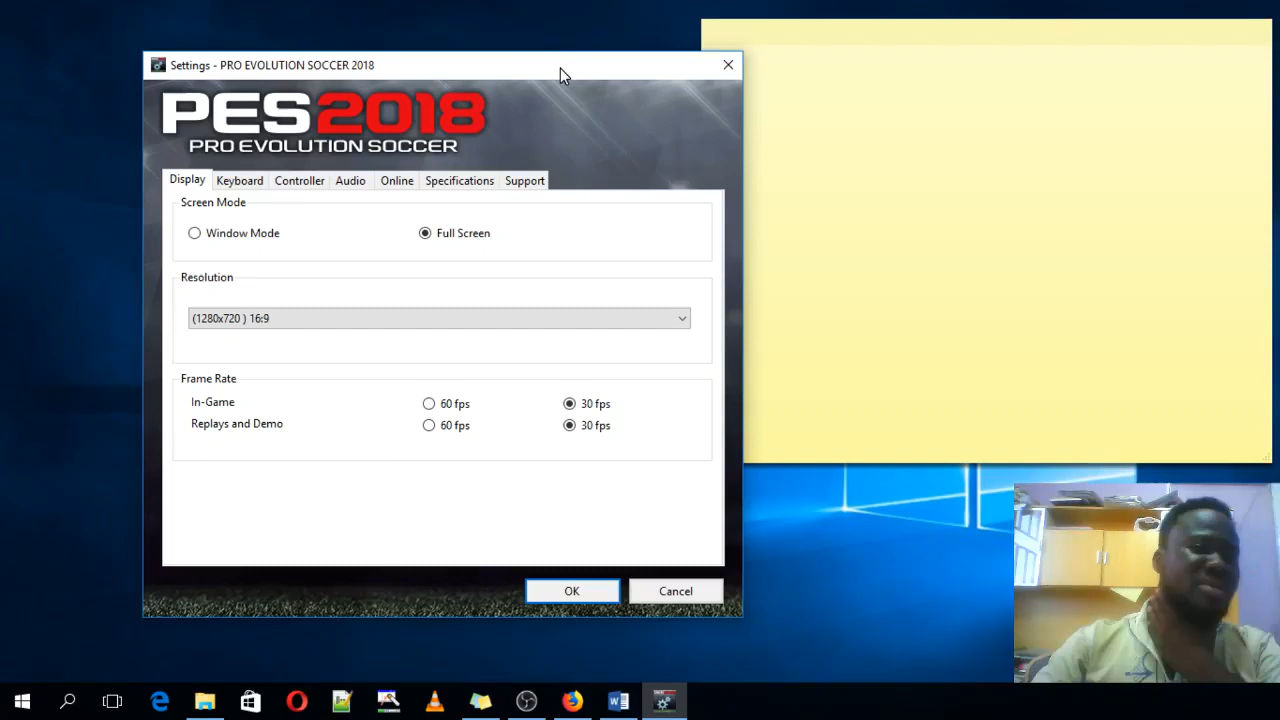 Settings - PRO EVOLUTION SOCCER 2018
PES2018
PRO EVOLUTION SOCCER
Display Keyboard Controller Audio Online Specifications Support
Screen Mode
Window Mode Full Screen
Resolution
(1280x720 ) 16:9
Frame Rate
In-Game 60 fps 30 fps
Replays and Demo 60 fps 30 fps
OK Cancel